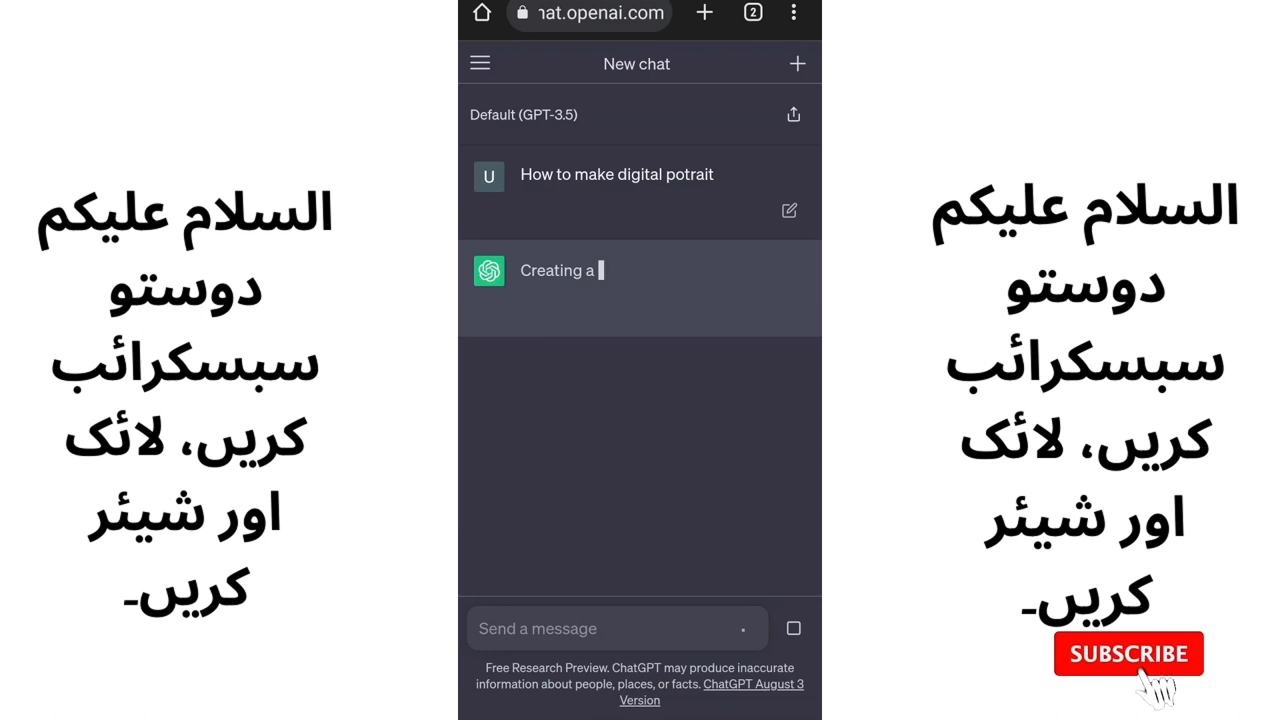 hat.openai.com
2
New chat
Default (GPT-3.5)
U
How to make digital potrait
Creating a
Send a message
Free Research Preview. ChatGPT may produce inaccurate
information about people, places, or facts. ChatGPT August 3
Version
السلام علیکم
دوستو
سبسکرائب
کریں، لائک
اور شیئر
کریں۔
السلام علیکم
دوستو
سبسکرائب
کریں، لائک
اور شیئر
کریں۔
SUBSCRIBE